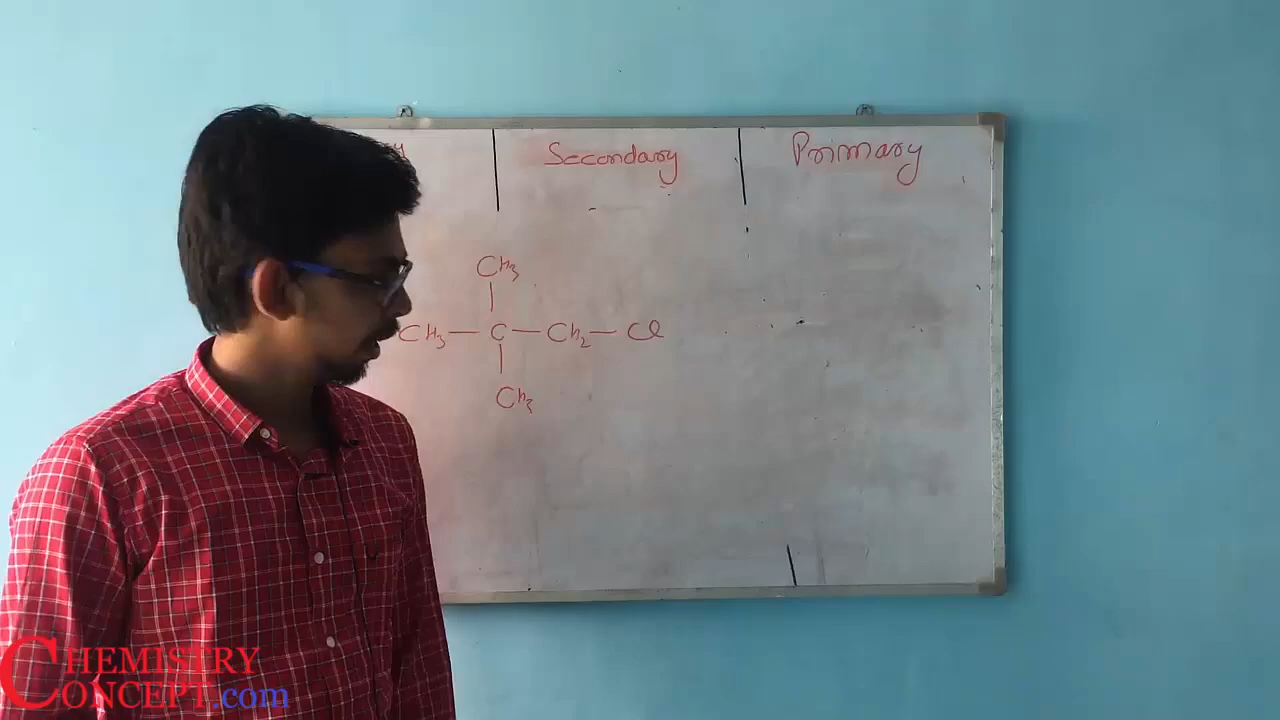 Secondary Primary
CH3
CH3 — C — CH2 — Cl
CH3
CHEMISTRY
CONCEPT.com